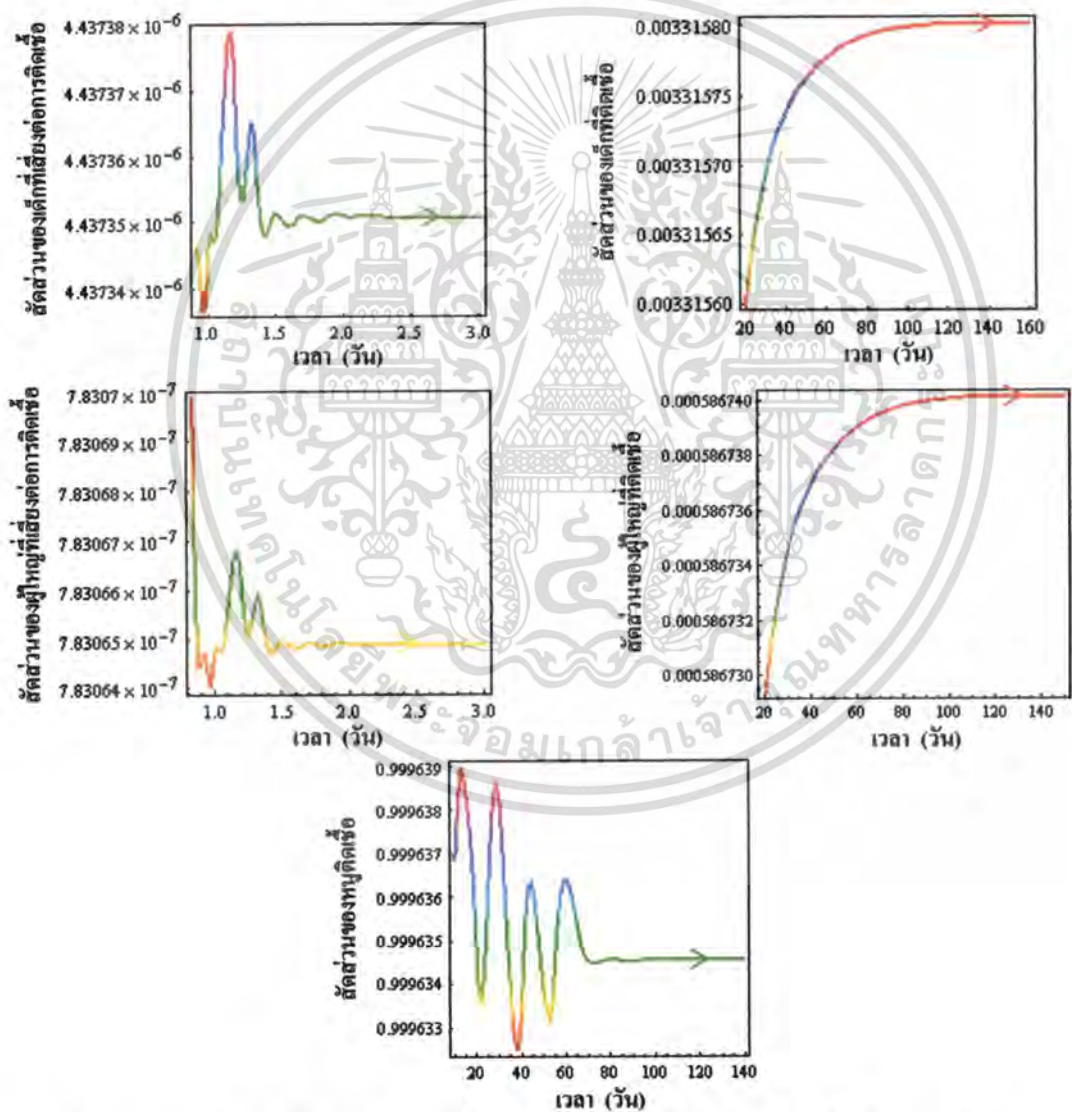 สัดส่วนของเด็กที่เสี่ยงต่อการติดเชื้อ
4.43738 × 10⁻⁶
4.43737 × 10⁻⁶
4.43736 × 10⁻⁶
4.43735 × 10⁻⁶
4.43734 × 10⁻⁶
1.0 1.5 2.0 2.5 3.0
เวลา (วัน)
สัดส่วนของเด็กที่ติดเชื้อ
0.00331580
0.00331575
0.00331570
0.00331565
0.00331560
20 40 60 80 100 120 140 160
เวลา (วัน)
สัดส่วนของผู้ใหญ่ที่เสี่ยงต่อการติดเชื้อ
7.8307 × 10⁻⁷
7.83069 × 10⁻⁷
7.83068 × 10⁻⁷
7.83067 × 10⁻⁷
7.83066 × 10⁻⁷
7.83065 × 10⁻⁷
7.83064 × 10⁻⁷
1.0 1.5 2.0 2.5 3.0
เวลา (วัน)
สัดส่วนของผู้ใหญ่ที่ติดเชื้อ
0.000586740
0.000586738
0.000586736
0.000586734
0.000586732
0.000586730
20 40 60 80 100 120 140
เวลา (วัน)
สัดส่วนของหนูติดเชื้อ
0.999639
0.999638
0.999637
0.999636
0.999635
0.999634
0.999633
20 40 60 80 100 120 140
เวลา (วัน)